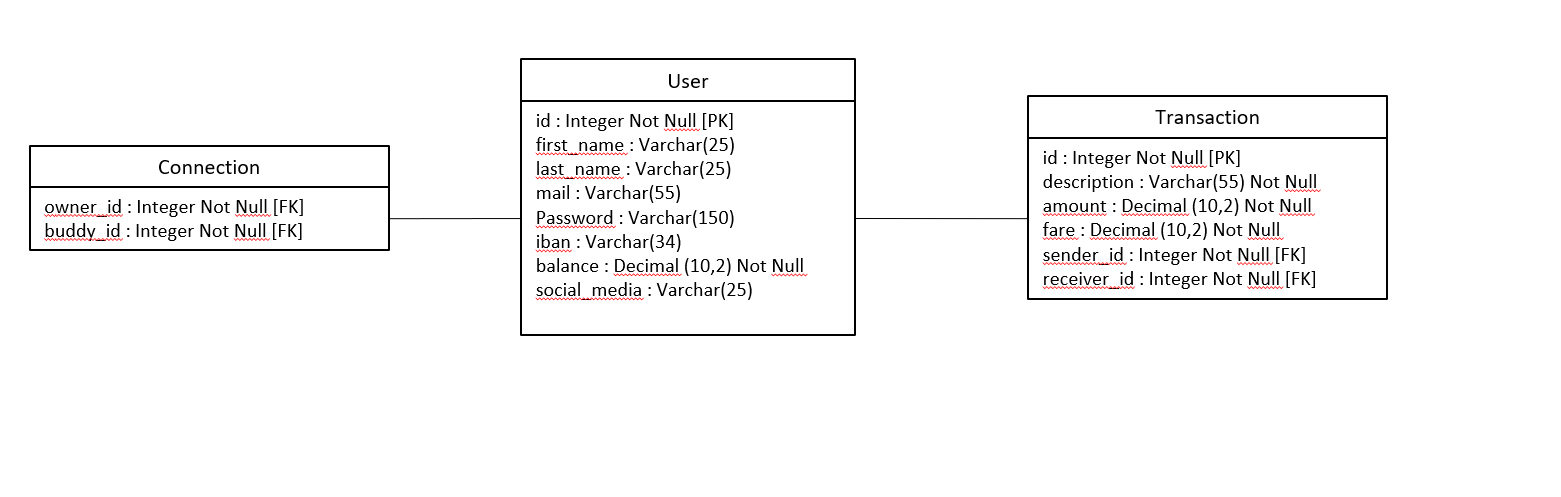 Connection
owner_id : Integer Not Null [FK]
buddy_id : Integer Not Null [FK]
User
id : Integer Not Null [PK]
first_name : Varchar(25)
last_name : Varchar(25)
mail : Varchar(55)
Password : Varchar(150)
iban : Varchar(34)
balance : Decimal (10,2) Not Null
social_media : Varchar(25)
Transaction
id : Integer Not Null [PK]
description : Varchar(55) Not Null
amount : Decimal (10,2) Not Null
fare : Decimal (10,2) Not Null
sender_id : Integer Not Null [FK]
receiver_id : Integer Not Null [FK]